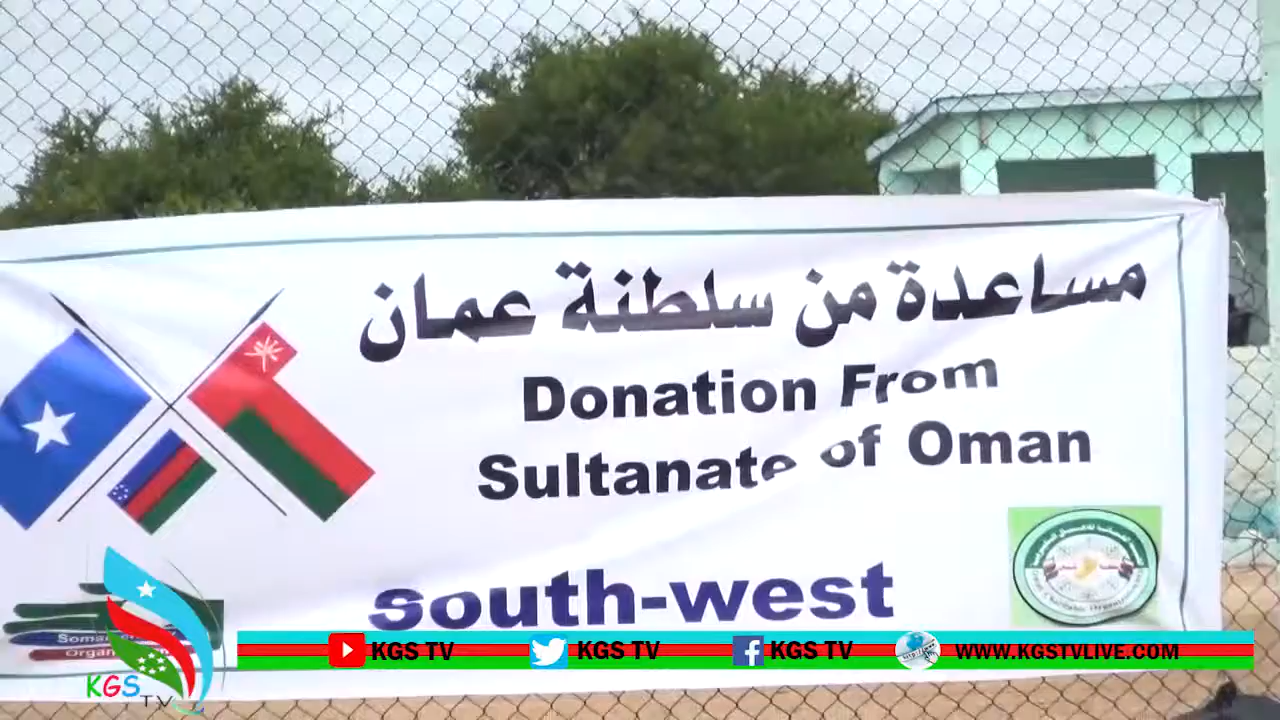 مساعدة من سلطنة عمان
Donation From
Sultanate of Oman
south-west
KGS TV
KGS TV
KGS TV
KGS TV
WWW.KGSTVLIVE.COM